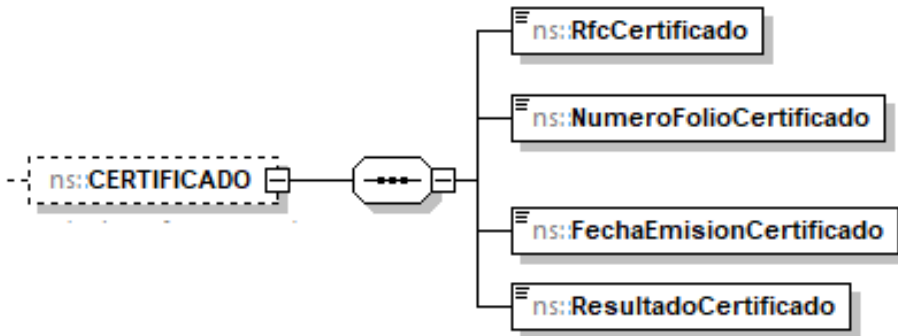 ns::RfcCertificado
ns::NumeroFolioCertificado
ns::CERTIFICADO
ns::FechaEmisionCertificado
ns::ResultadoCertificado